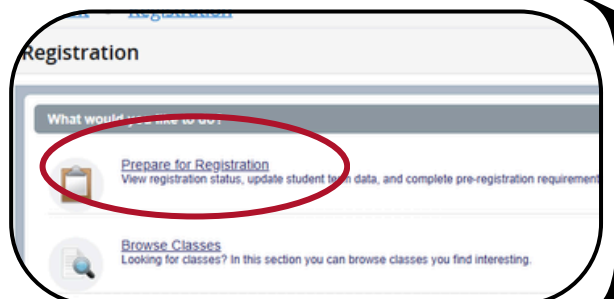 Registration
Registration
What would you like to do?
Prepare for Registration
View registration status, update student term data, and complete pre-registration requirement
Browse Classes
Looking for classes? In this section you can browse classes you find interesting.